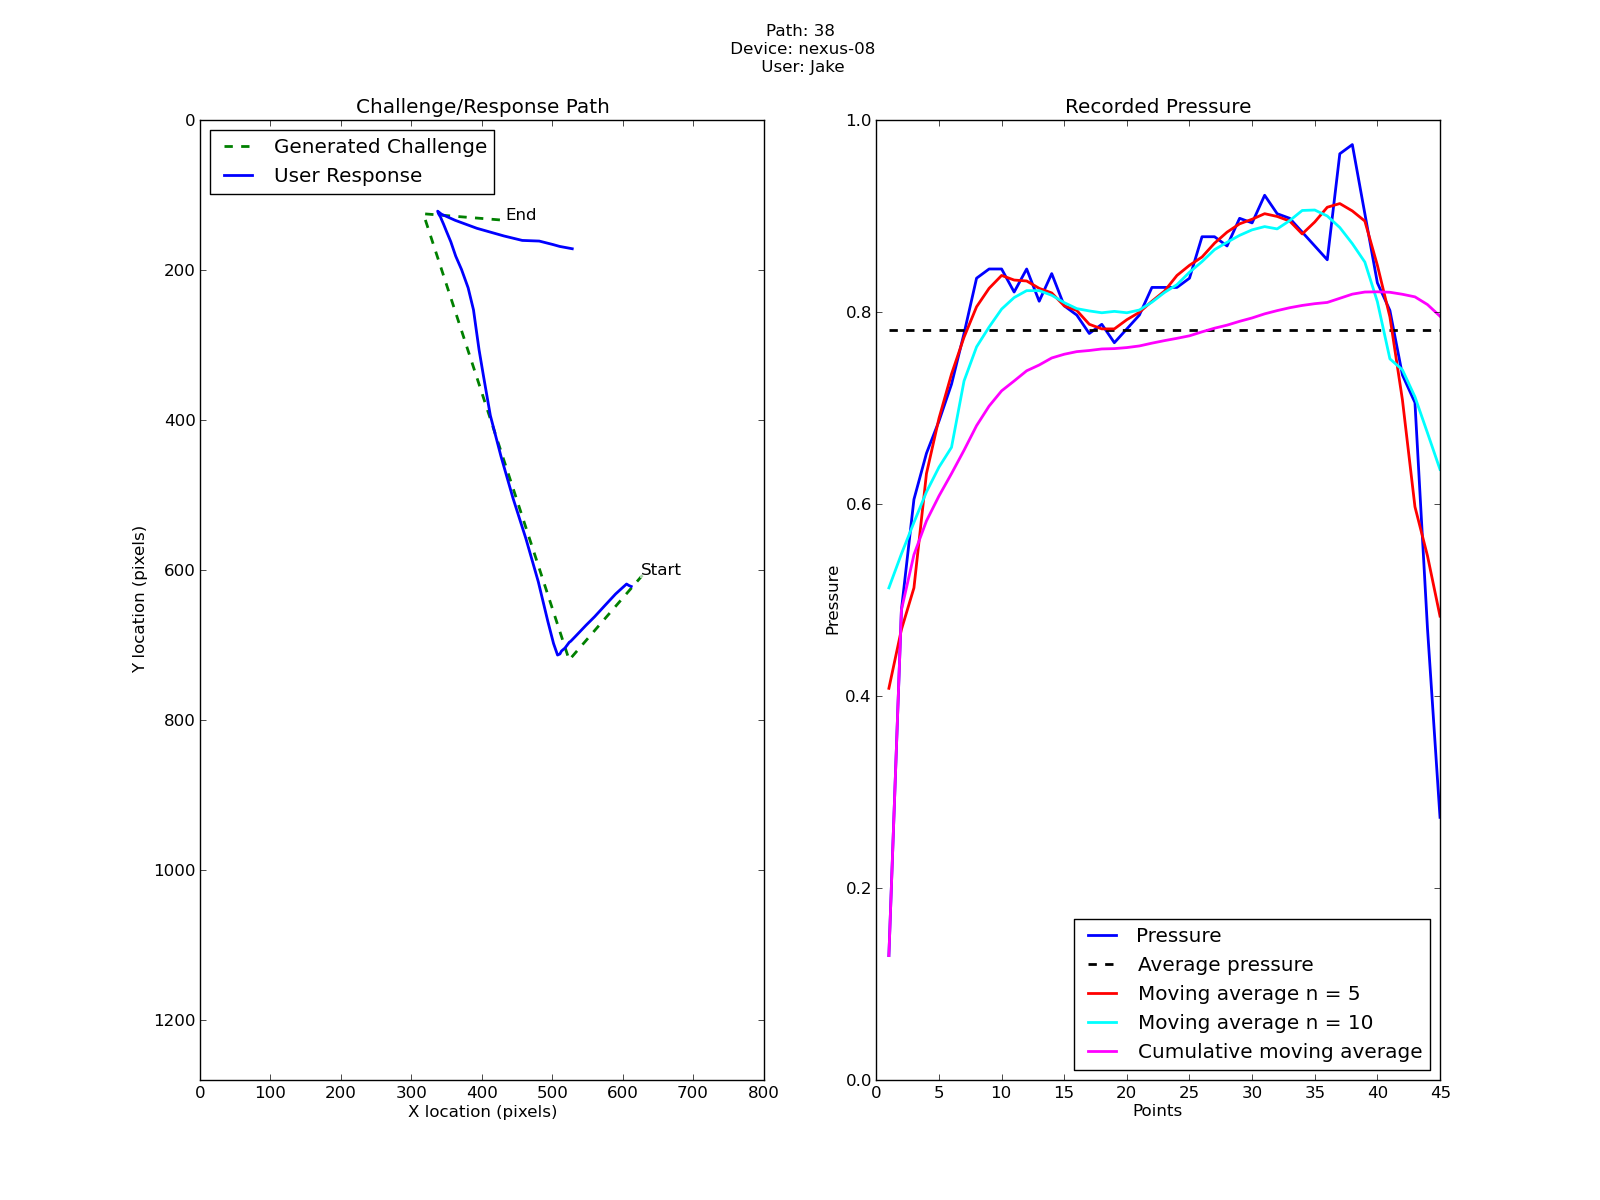 Path: 38
Device: nexus-08
User: Jake
Challenge/Response Path
Generated Challenge
User Response
End
Start
0
200
400
600
800
1000
1200
Y location (pixels)
0 100 200 300 400 500 600 700 800
X location (pixels)
Recorded Pressure
1.0
0.8
0.6
0.4
0.2
0.0
Pressure
Pressure
Average pressure
Moving average n = 5
Moving average n = 10
Cumulative moving average
0 5 10 15 20 25 30 35 40 45
Points